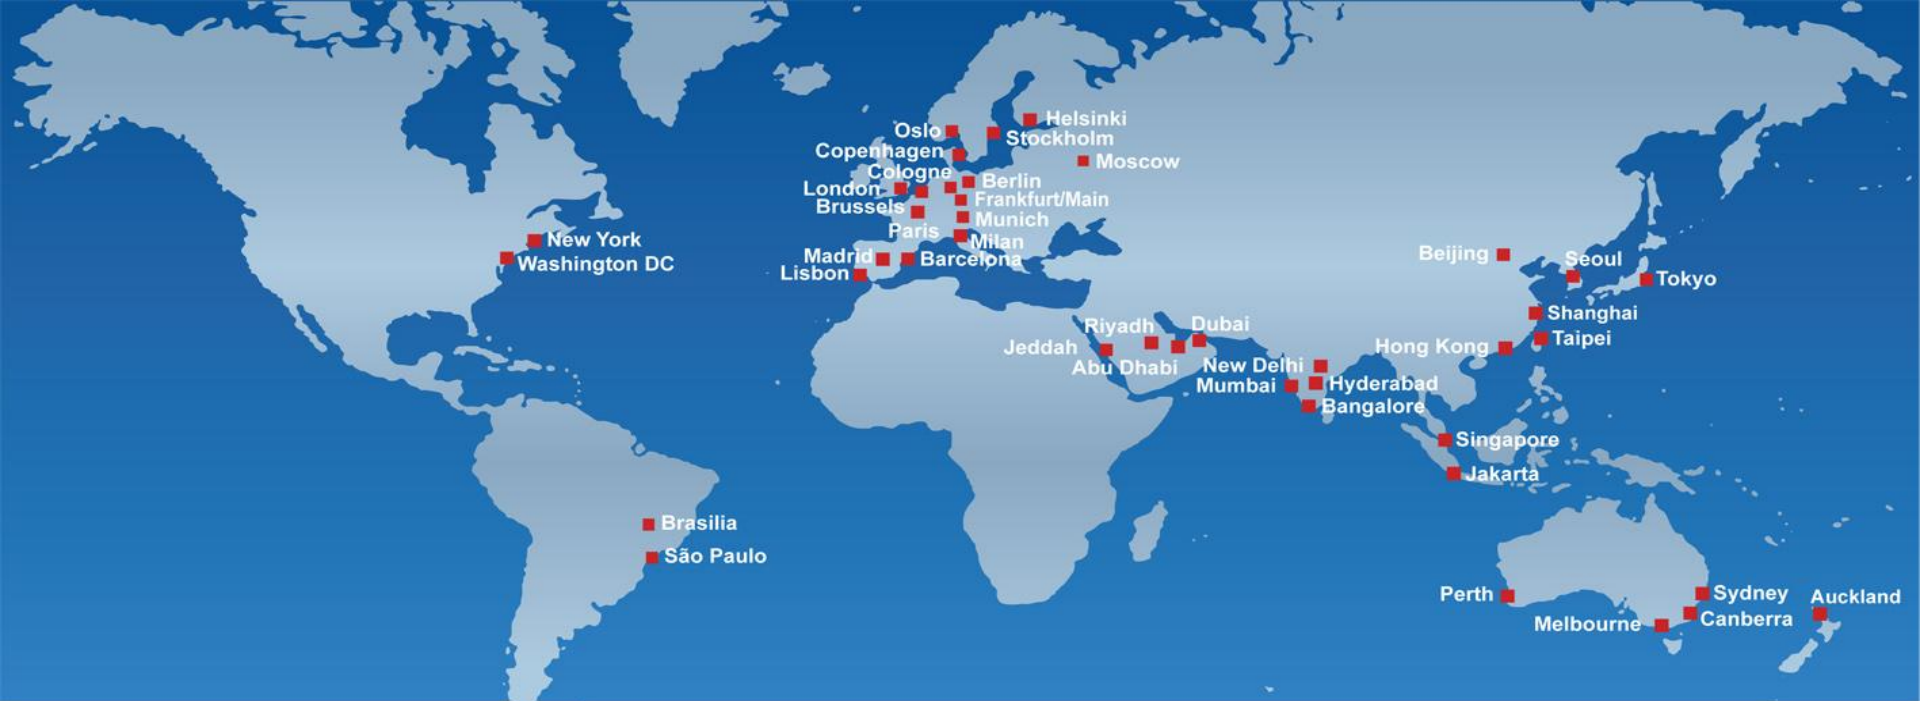 Helsinki
Oslo
Stockholm
Copenhagen
Moscow
Cologne
Berlin
London
Frankfurt/Main
Brussels
Munich
Paris
Milan
New York
Madrid
Barcelona
Washington DC
Lisbon
Beijing
Seoul
Tokyo
Shanghai
Riyadh
Dubai
Taipei
Jeddah
Hong Kong
Abu Dhabi
New Delhi
Mumbai
Hyderabad
Bangalore
Singapore
Jakarta
Brasilia
São Paulo
Perth
Sydney
Auckland
Canberra
Melbourne